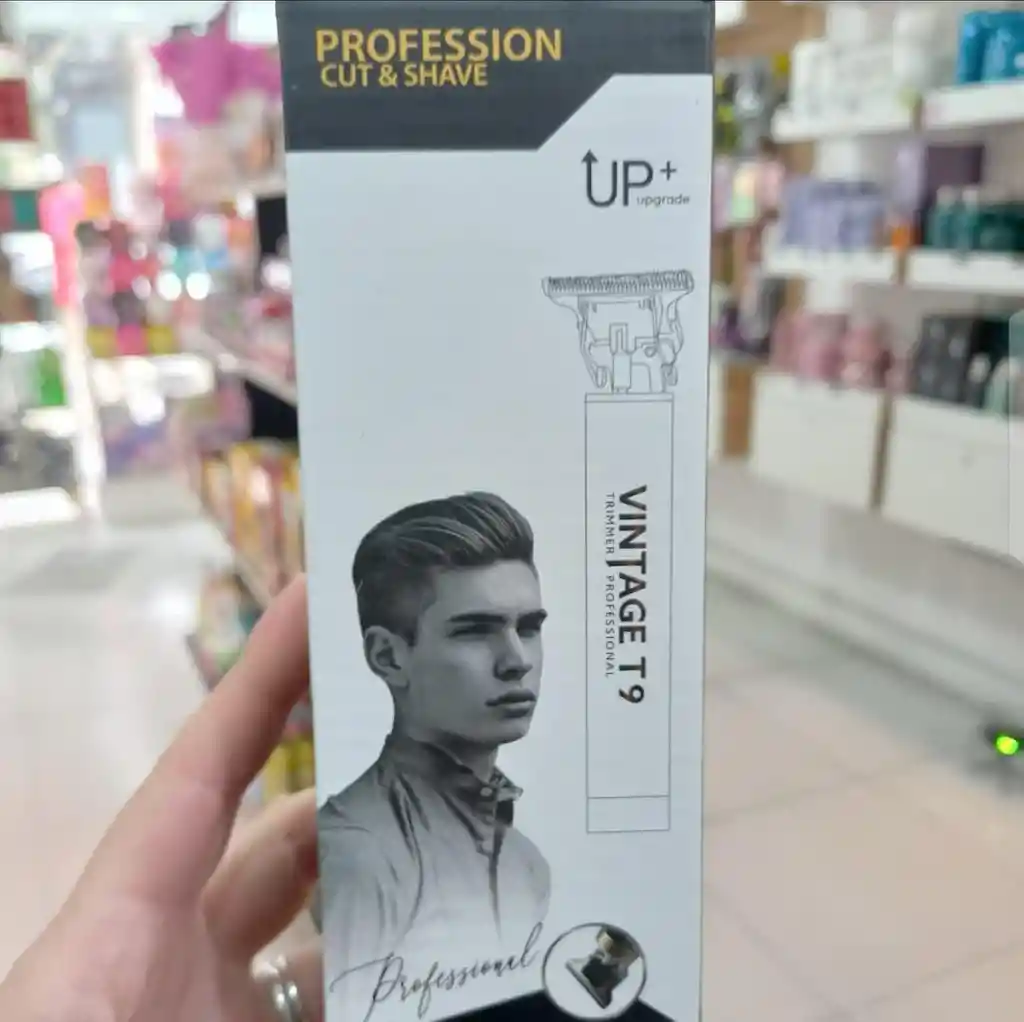 PROFESSION
CUT & SHAVE
UP+
upgrade
VINTAGE T9
TRIMMER PROFESSIONAL
Professional